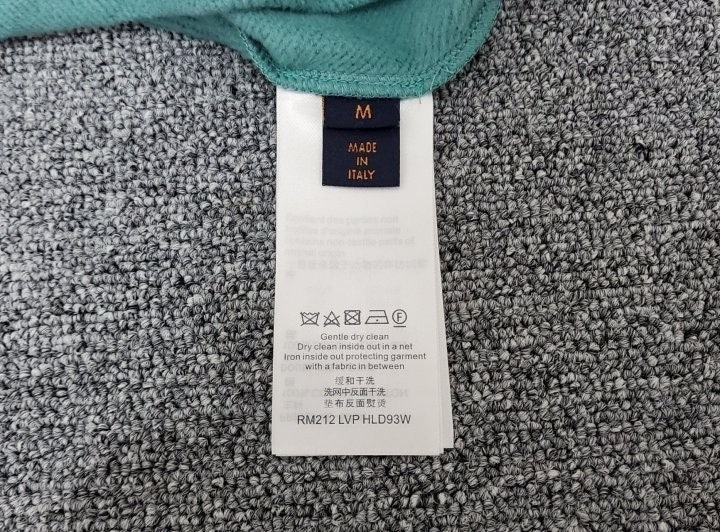 M
MADE
IN
ITALY
Gentle dry clean
Dry clean inside out in a net
Iron inside out protecting garment
with a fabric in between
缓和干洗
洗网中反面干洗
垫布反面熨烫
RM212 LVP HLD93W